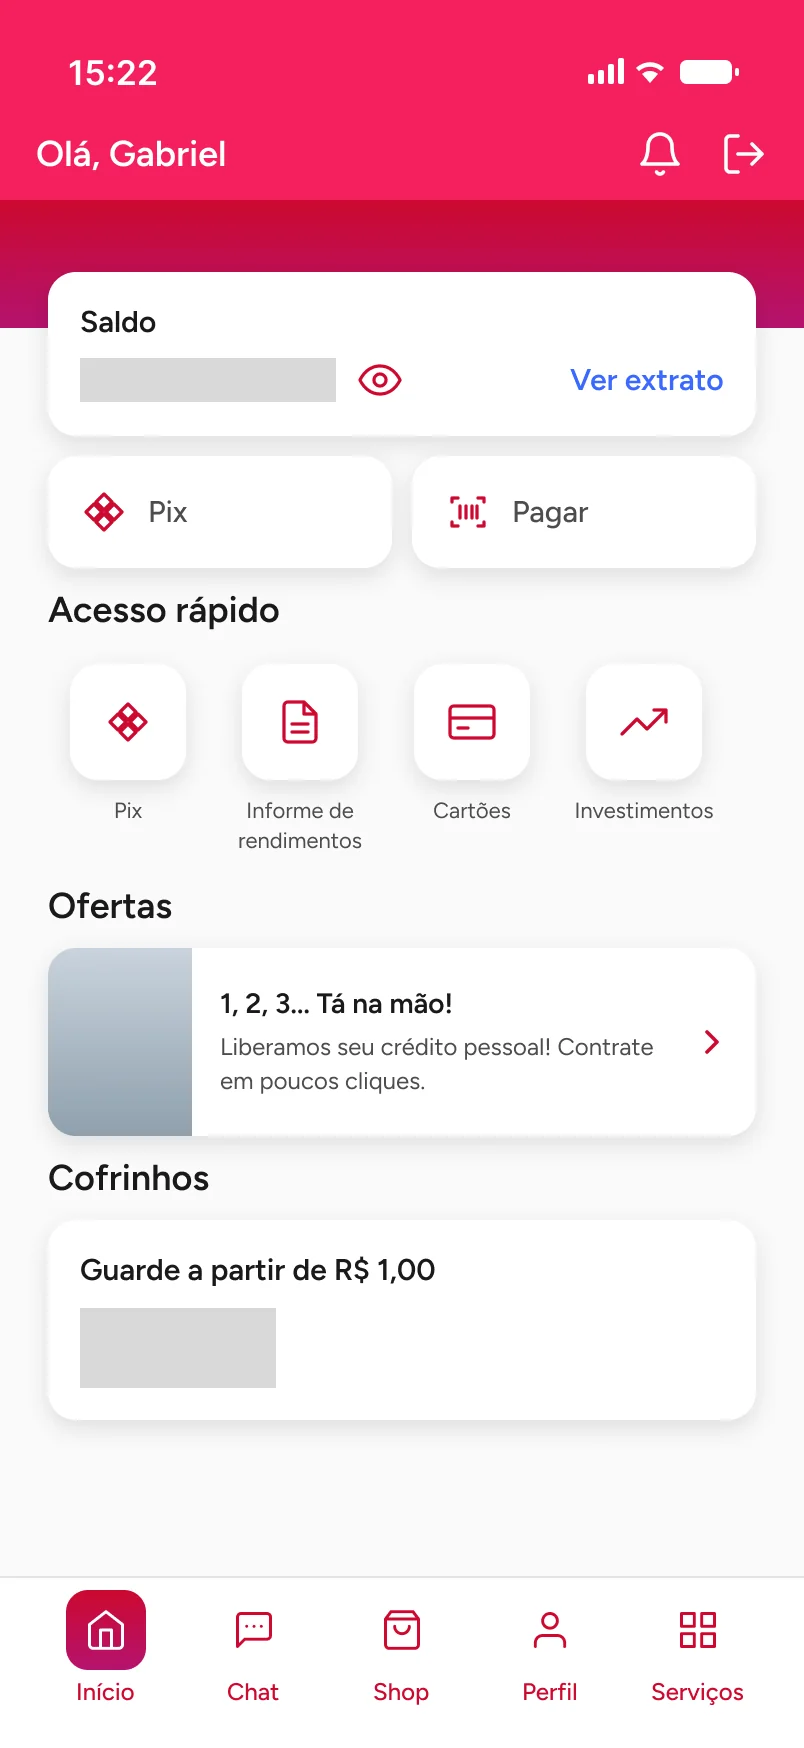 15:22
Olá, Gabriel
Saldo
Ver extrato
Pix
Pagar
Acesso rápido
Pix
Informe de
rendimentos
Cartões
Investimentos
Ofertas
1, 2, 3... Tá na mão!
Liberamos seu crédito pessoal! Contrate
em poucos cliques.
Cofrinhos
Guarde a partir de R$ 1,00
Início
Chat
Shop
Perfil
Serviços